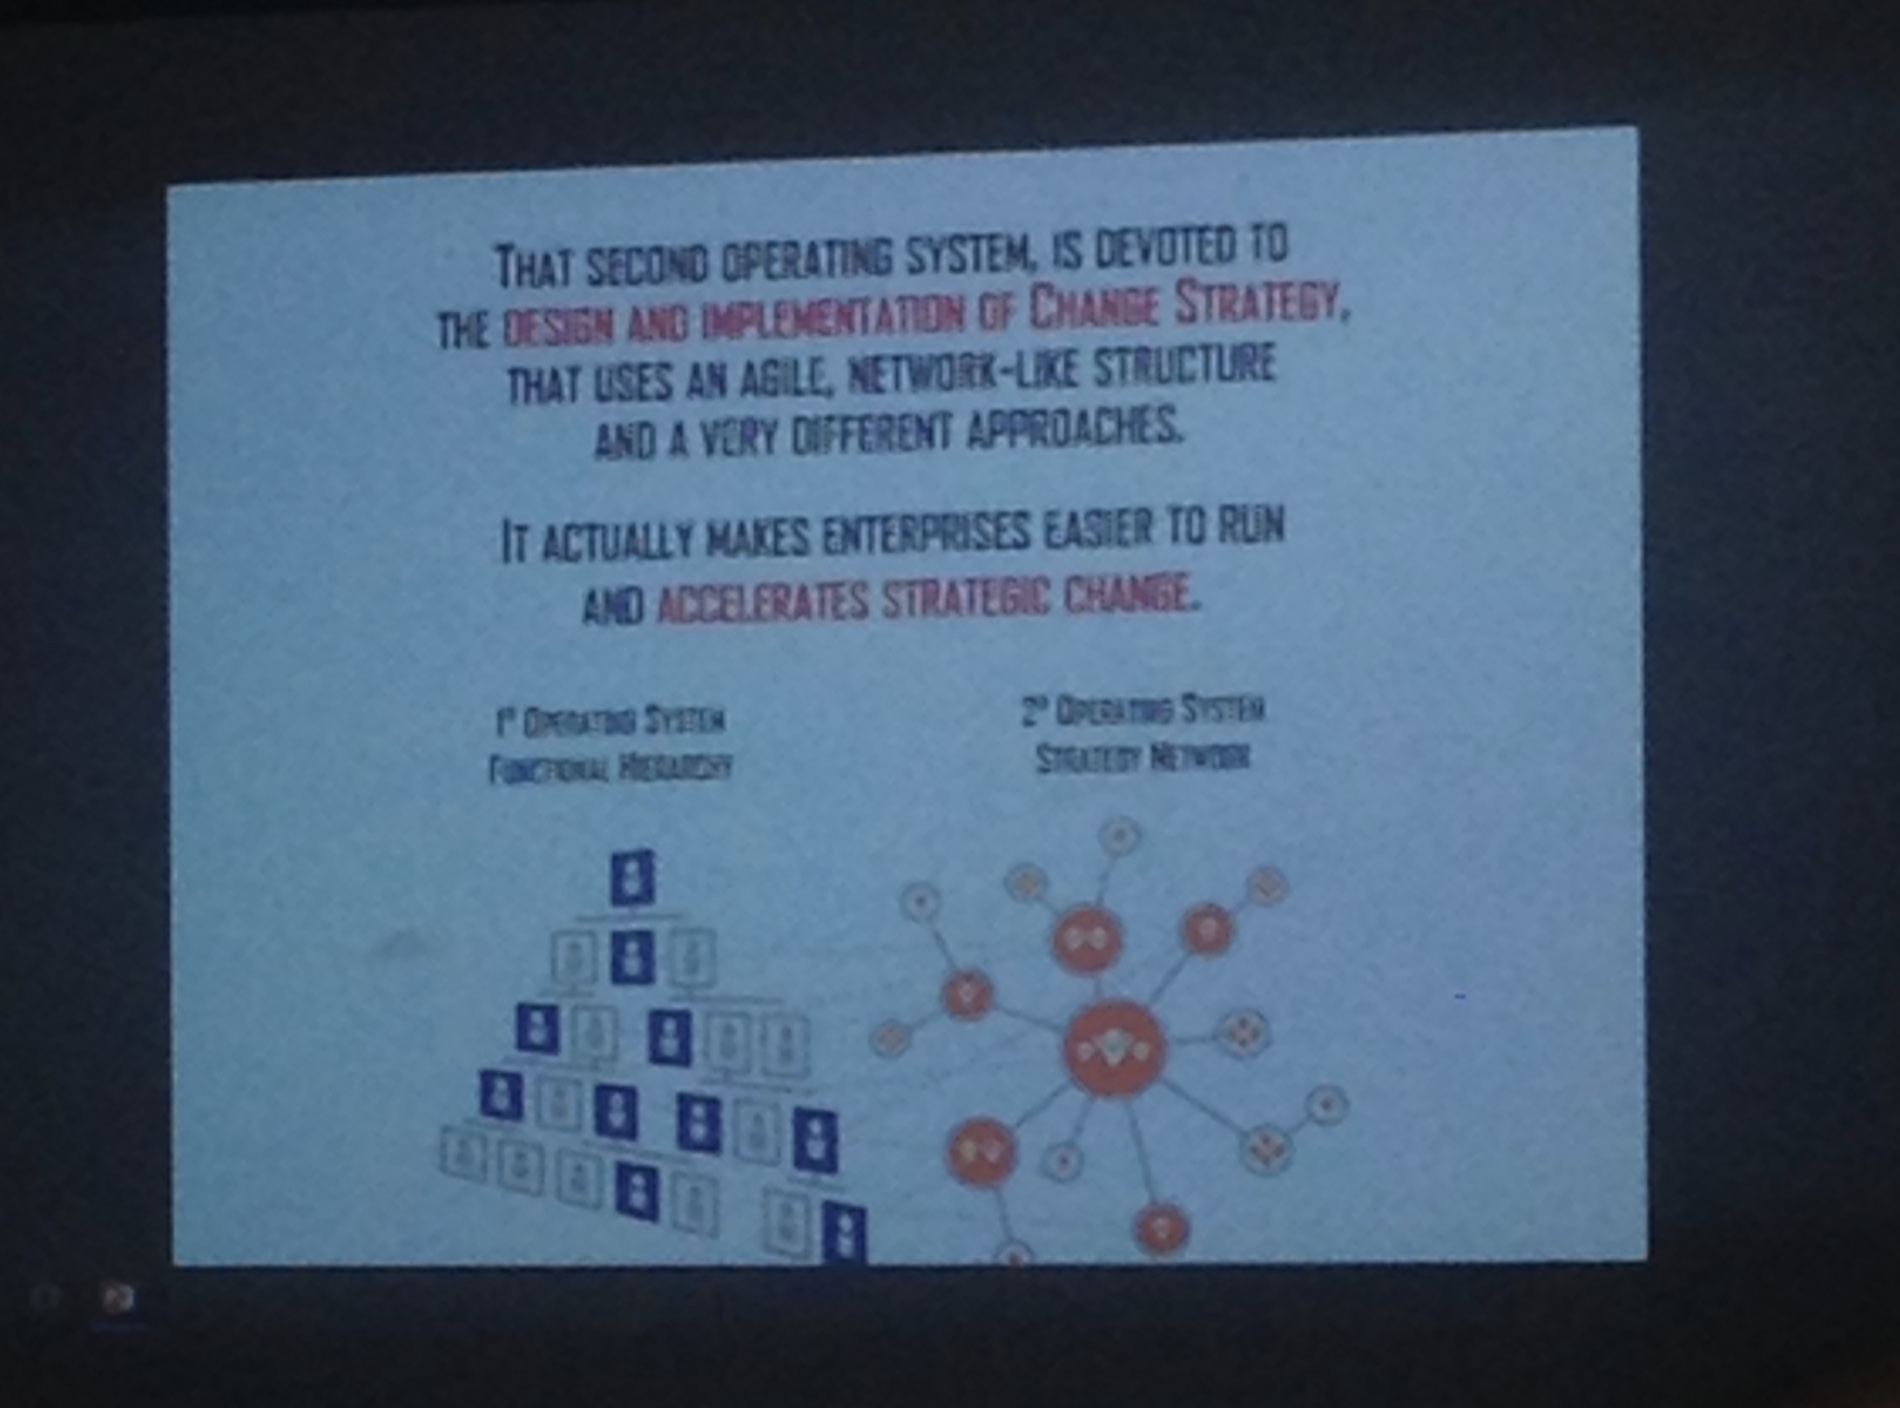 THAT SECOND OPERATING SYSTEM, IS DEVOTED TO
THE DESIGN AND IMPLEMENTATION OF CHANGE STRATEGY,
THAT USES AN AGILE, NETWORK-LIKE STRUCTURE
AND A VERY DIFFERENT APPROACHES.
IT ACTUALLY MAKES ENTERPRISES EASIER TO RUN
AND ACCELERATES STRATEGIC CHANGE.
1º OPERATING SYSTEM
FUNCTIONAL HIERARCHY
2º OPERATING SYSTEM
STRATEGY NETWORK